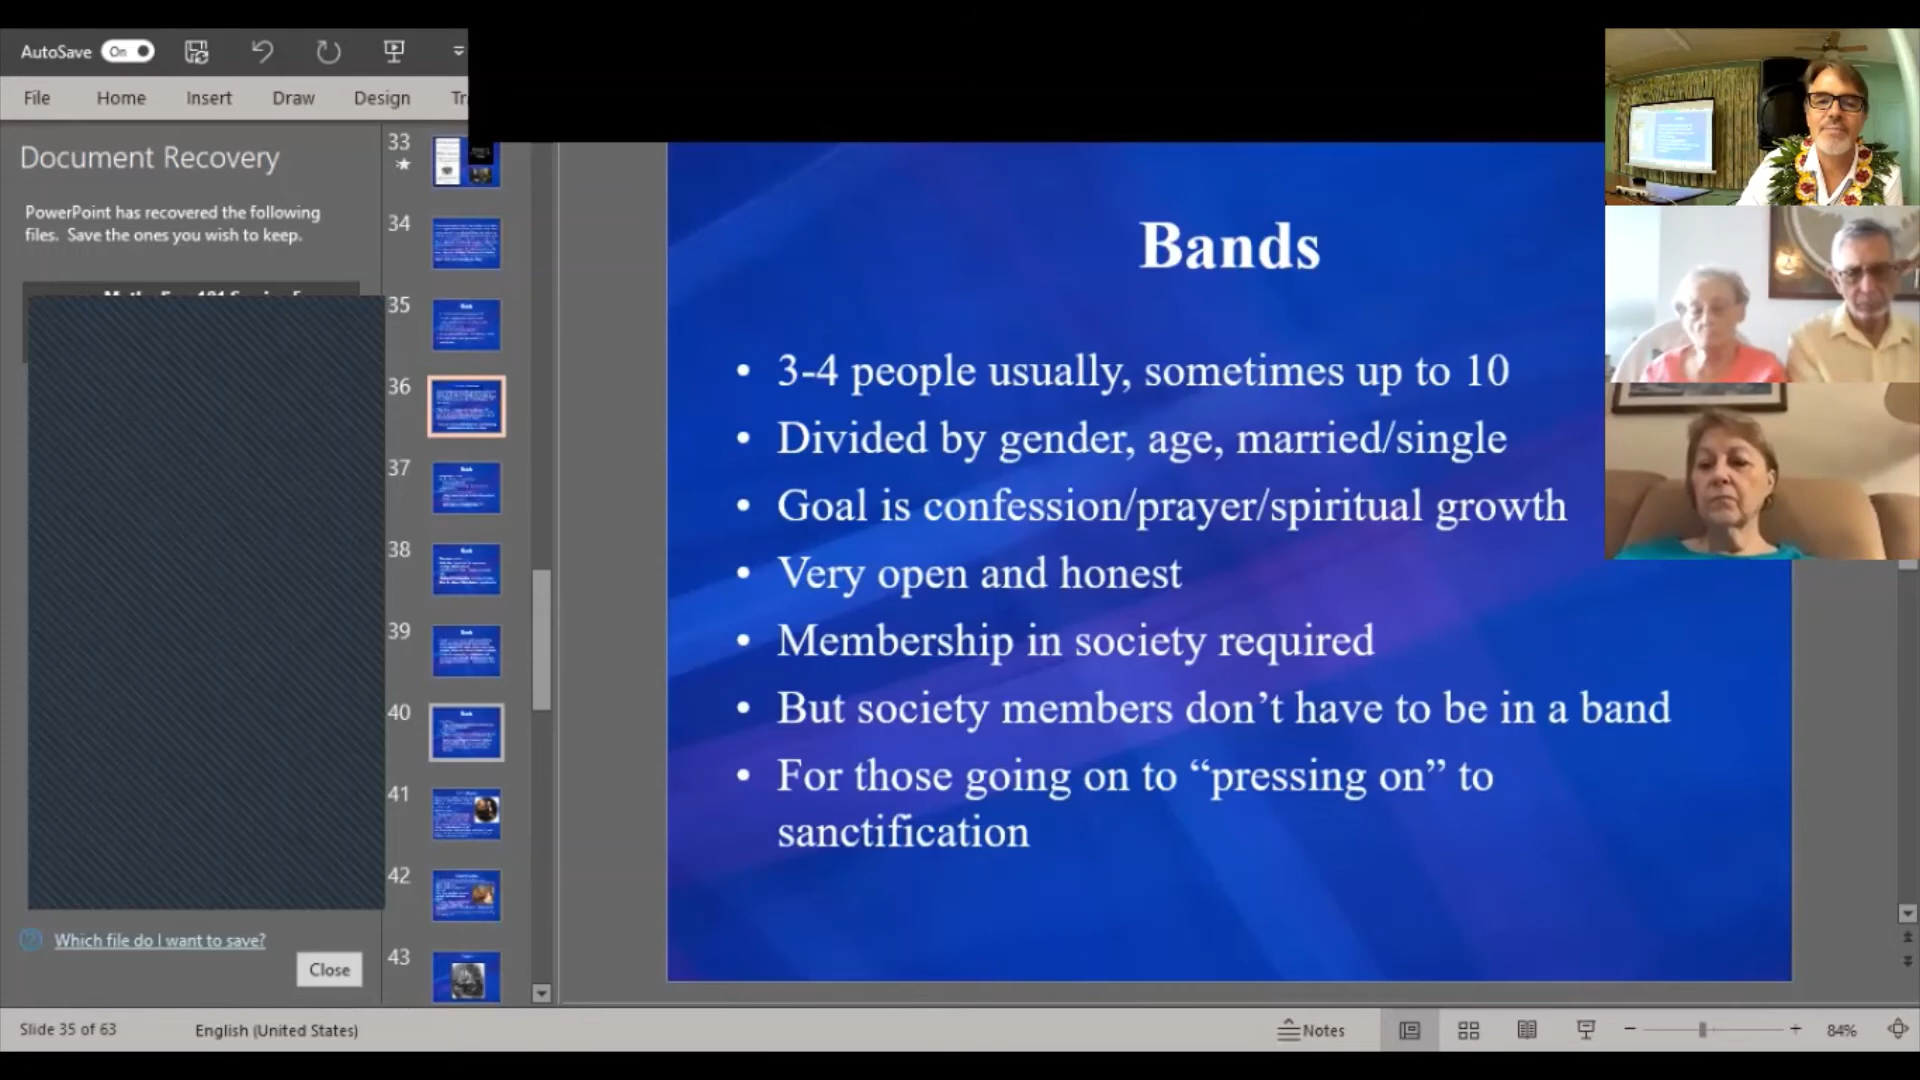 AutoSave On
File Home Insert Draw Design
Document Recovery
PowerPoint has recovered the following
files. Save the ones you wish to keep.
Which file do I want to save?
Close
33
34
35
36
37
38
39
40
41
42
43
Bands
• 3-4 people usually, sometimes up to 10
• Divided by gender, age, married/single
• Goal is confession/prayer/spiritual growth
• Very open and honest
• Membership in society required
• But society members don’t have to be in a band
• For those going on to “pressing on” to
sanctification
Slide 35 of 63 English (United States) Notes 84%